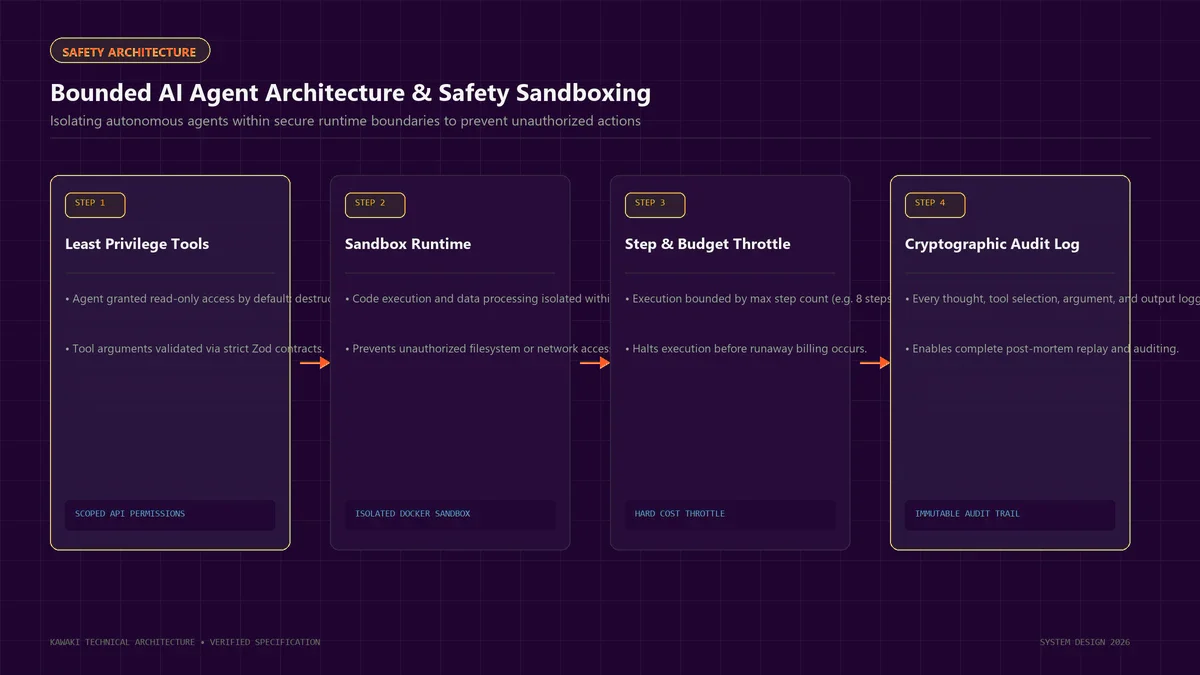 SAFETY ARCHITECTURE
Bounded AI Agent Architecture & Safety Sandboxing
Isolating autonomous agents within secure runtime boundaries to prevent unauthorized actions
STEP 1
Least Privilege Tools
• Agent granted read-only access by default; destruc
• Tool arguments validated via strict Zod contracts.
SCOPED API PERMISSIONS
STEP 2
Sandbox Runtime
• Code execution and data processing isolated withi
• Prevents unauthorized filesystem or network acces
ISOLATED DOCKER SANDBOX
STEP 3
Step & Budget Throttle
• Execution bounded by max step count (e.g. 8 steps
• Halts execution before runaway billing occurs.
HARD COST THROTTLE
STEP 4
Cryptographic Audit Log
• Every thought, tool selection, argument, and output logg
• Enables complete post-mortem replay and auditing.
IMMUTABLE AUDIT TRAIL
KAWAKI TECHNICAL ARCHITECTURE • VERIFIED SPECIFICATION
SYSTEM DESIGN 2026